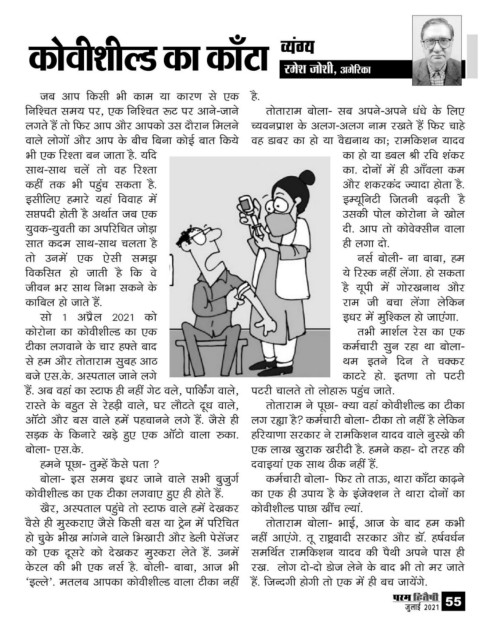 कोवीशील्ड का काँटा
व्यंग्य
रमेश जोशी, अमेरिका
जब आप किसी भी काम या कारण से एक
निश्चित समय पर, एक निश्चित रूट पर आने-जाने
लगते हैं तो फिर आप और आपको उस दौरान मिलने
वाले लोगों और आप के बीच बिना कोई बात किये
भी एक रिश्ता बन जाता है. यदि
साथ-साथ चलें तो वह रिश्ता
कहीं तक भी पहुंच सकता है.
इसीलिए हमारे यहां विवाह में
सप्तपदी होती है अर्थात जब एक
युवक-युवती का अपरिचित जोड़ा
सात कदम साथ-साथ चलता है
तो उनमें एक ऐसी समझ
विकसित हो जाती है कि वे
जीवन भर साथ निभा सकने के
काबिल हो जाते हैं.
सो 1 अप्रैल 2021 को
कोरोना का कोवीशील्ड का एक
टीका लगवाने के चार हफ्ते बाद
से हम और तोताराम सुबह आठ
बजे एस.के. अस्पताल जाने लगे
हैं. अब वहां का स्टाफ ही नहीं गेट वले, पार्किंग वाले,
रास्ते के बहुत से रेहड़ी वाले, घर लौटते दूध वाले,
ऑटो और बस वाले हमें पहचानने लगे हैं. जैसे ही
सड़क के किनारे खड़े हुए एक ऑटो वाला रुका.
बोला- एस.के.
हमने पूछा- तुम्हें कैसे पता ?
बोला- इस समय इधर जाने वाले सभी बुजुर्ग
कोवीशील्ड का एक टीका लगवाए हुए ही होते हैं.
खैर, अस्पताल पहुंचे तो स्टाफ वाले हमें देखकर
वैसे ही मुस्कराए जैसे किसी बस या ट्रेन में परिचित
हो चुके भीख मांगने वाले भिखारी और डेली पेसेंजर
को एक दूसरे को देखकर मुस्करा लेते हैं. उनमें
केरल की भी एक नर्स है. बोली- बाबा, आज भी
'इल्ले'. मतलब आपका कोवीशील्ड वाला टीका नहीं
है.
तोताराम बोला- सब अपने-अपने धंधे के लिए
च्यवनप्राश के अलग-अलग नाम रखते हैं फिर चाहे
वह डाबर का हो या वैद्यनाथ का; रामकिशन यादव
का हो या डबल श्री रवि शंकर
का. दोनों में ही आँवला कम
और शकरकंद ज्यादा होता है.
इम्यूनिटी जितनी बढ़ती है
उसकी पोल कोरोना ने खोल
दी. आप तो कोवेक्सीन वाला
ही लगा दो.
नर्स बोली- ना बाबा, हम
ये रिस्क नहीं लेंगा. हो सकता
है यूपी में गोरखनाथ और
राम जी बचा लेंगा लेकिन
इधर में मुश्किल हो जाएंगा.
तभी मार्शल रेस का एक
कर्मचारी सुन रहा था बोला-
थम इतने दिन ते चक्कर
काटरे हो. इतणा तो पटरी
पटरी चालते तो लोहारू पहुंच जाते.
तोताराम ने पूछा- क्या वहां कोवीशील्ड का टीका
लग रह्या है? कर्मचारी बोला- टीका तो नहीं है लेकिन
हरियाणा सरकार ने रामकिशन यादव वाले नुस्खे की
एक लाख खुराक खरीदी है. हमने कहा- दो तरह की
दवाइयां एक साथ ठीक नहीं हैं.
कर्मचारी बोला- फिर तो ताऊ, थारा काँटा काढ़ने
का एक ही उपाय है के इंजेक्शन ते थारा दोनों का
कोवीशील्ड पाछा खींच ल्यां.
तोताराम बोला- भाई, आज के बाद हम कभी
नहीं आएंगे. तू राष्ट्रवादी सरकार और डॉ. हर्षवर्धन
समर्थित रामकिशन यादव की पैथी अपने पास ही
रख. लोग दो-दो डोज लेने के बाद भी तो मर जाते
हैं. जिन्दगी होगी तो एक में ही बच जायेंगे.
परम हितैषी
जुलाई 2021
55